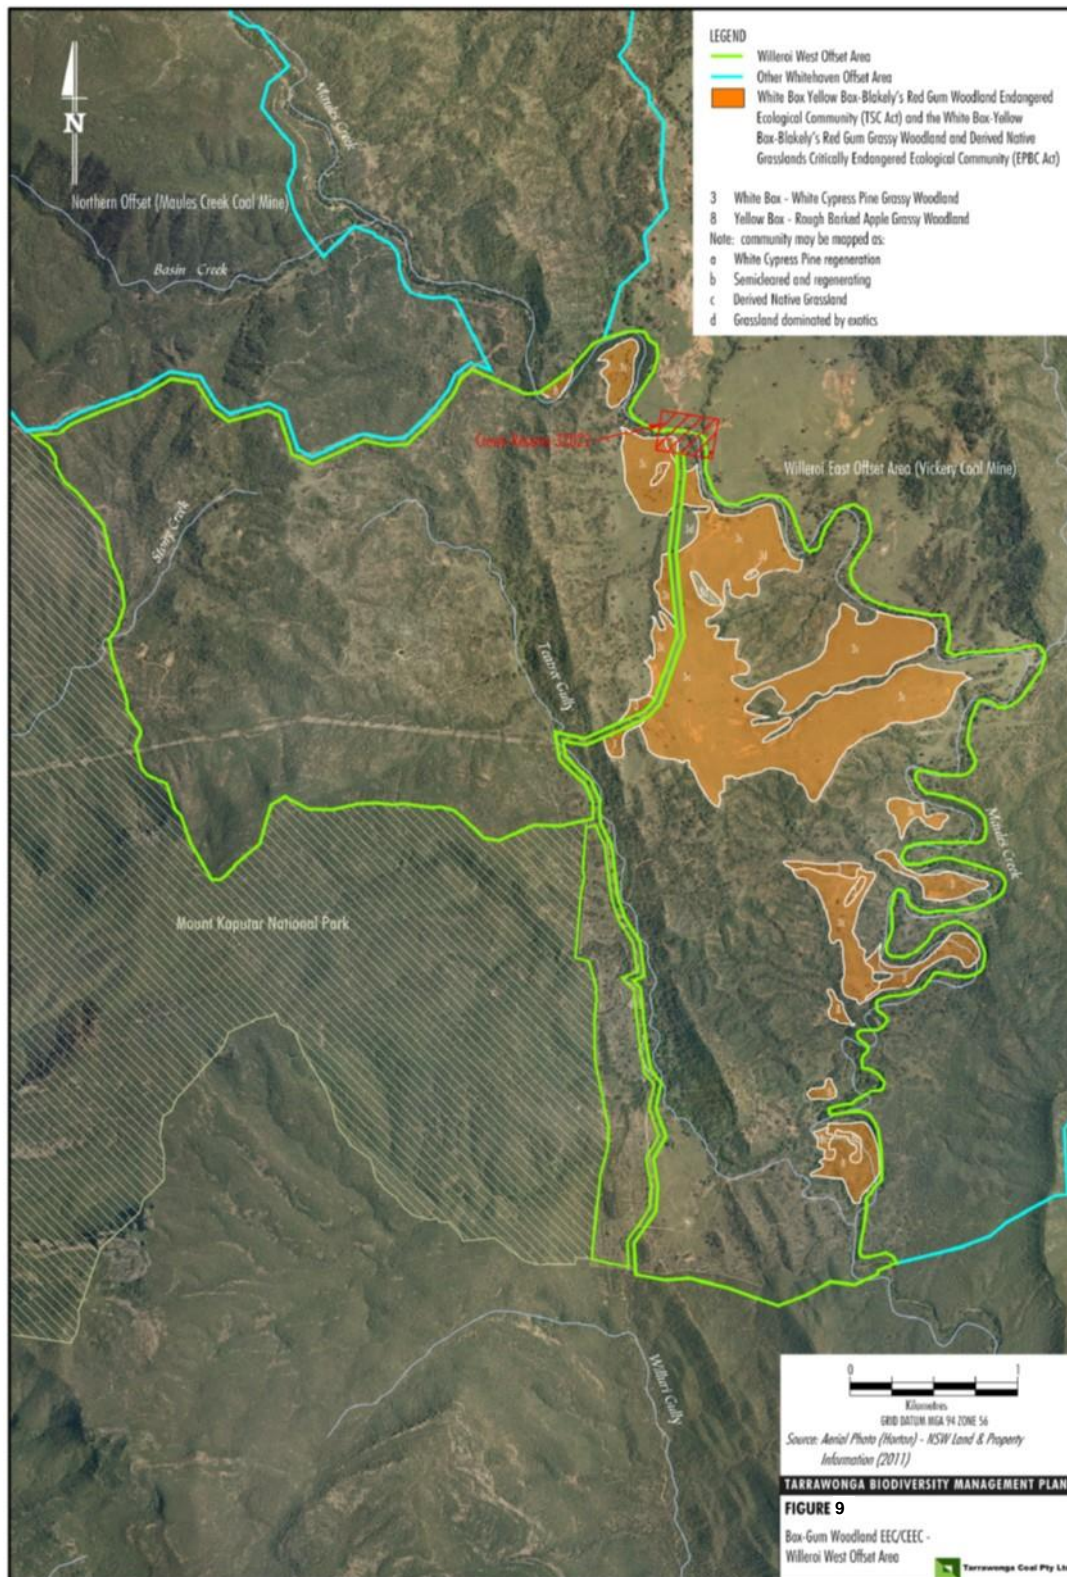 LEGEND
Willeroi West Offset Area
Other Whitehaven Offset Area
White Box Yellow Box-Blakely's Red Gum Woodland Endangered
Ecological Community (TSC Act) and the White Box-Yellow
Box-Blakely's Red Gum Grassy Woodland and Derived Native
Grasslands Critically Endangered Ecological Community (EPBC Act)
3 White Box - White Cypress Pine Grassy Woodland
8 Yellow Box - Rough Barked Apple Grassy Woodland
Note: community may be mapped as:
a White Cypress Pine regeneration
b Semicleared and regenerating
c Derived Native Grassland
d Grassland dominated by exotics
N
Maules Creek
Northern Offset (Maules Creek Coal Mine)
Basin Creek
Crown Reserve
Willeroi East Offset Area (Vickery Coal Mine)
Stony Creek
Teatree Gully
Maules Creek
Mount Kaputar National Park
Willuri Gully
0 1
Kilometres
GRID DATUM MGA 94 ZONE 56
Source: Aerial Photo (Horton) - NSW Land & Property
Information (2011)
TARRAWONGA BIODIVERSITY MANAGEMENT PLAN
FIGURE 9
Box-Gum Woodland EEC/CEEC -
Willeroi West Offset Area
Tarrawonga Coal Pty Lt